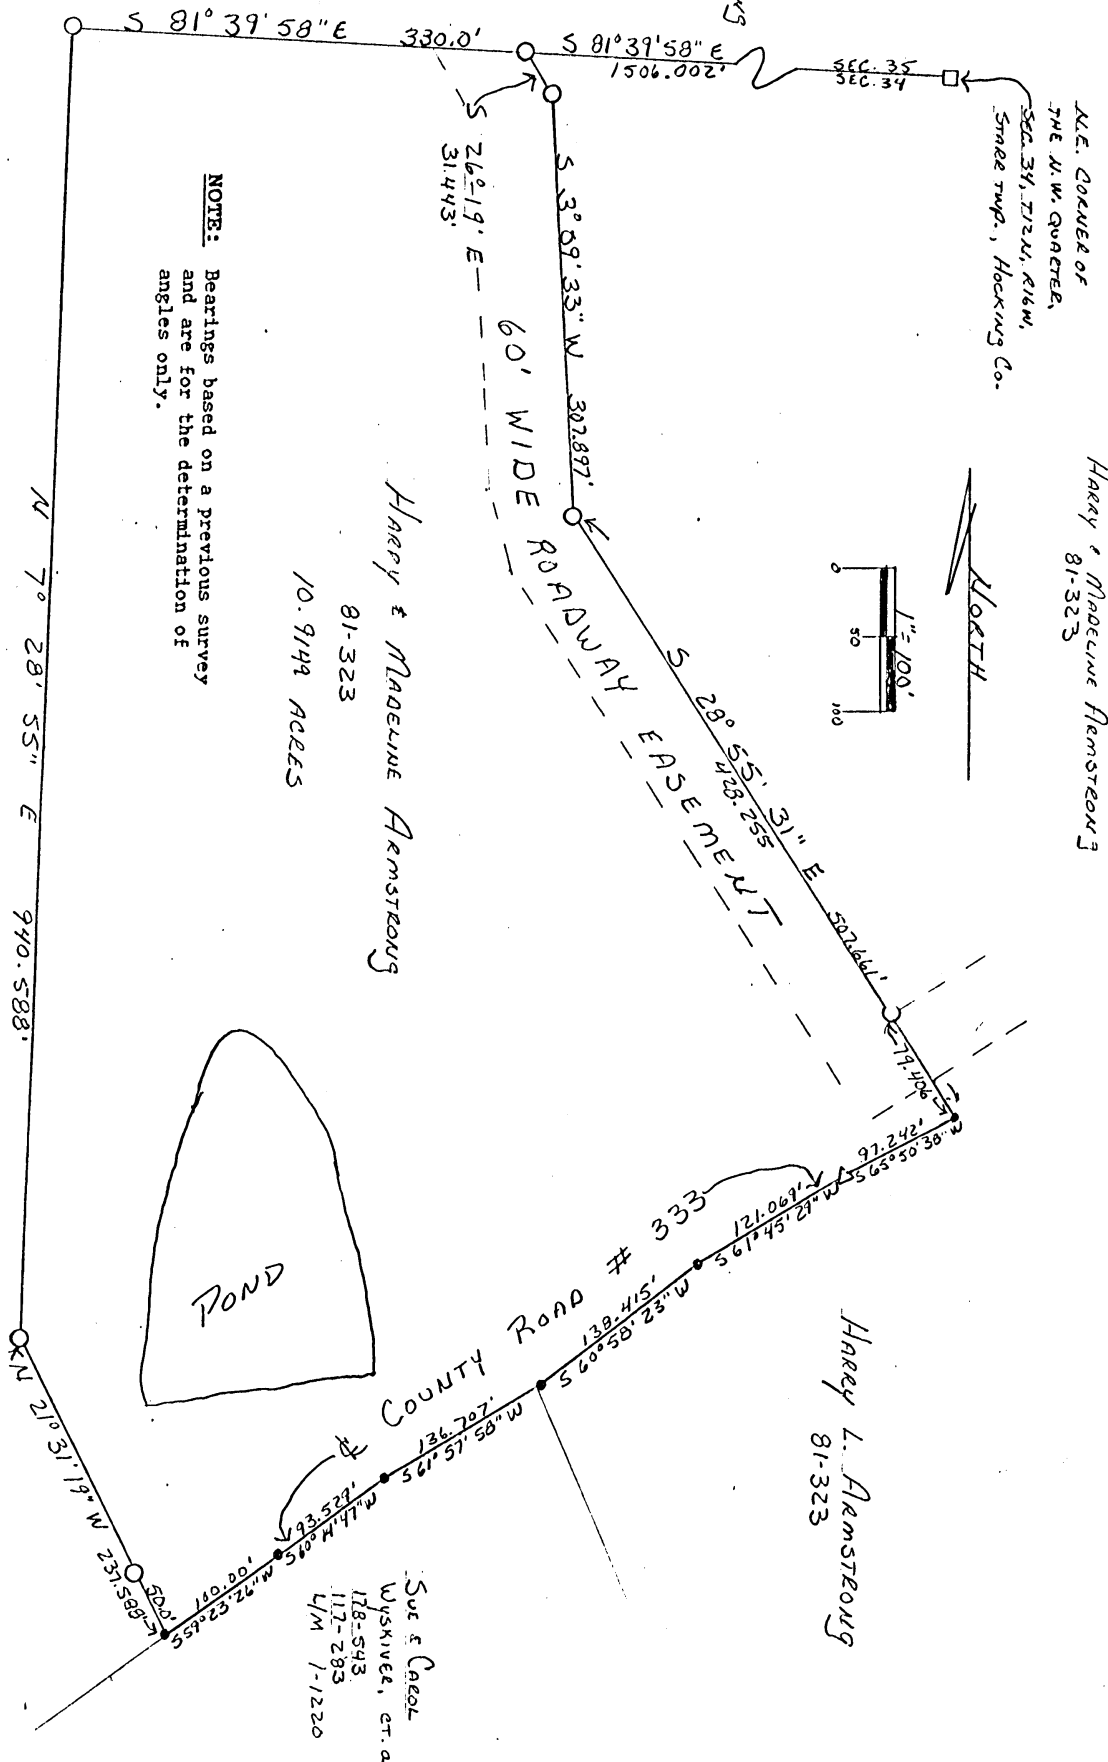 S 81° 39' 58" E 330.0'
S 81° 39' 58" E
1506.002'
SEC. 35
SEC. 34
N.E. CORNER OF
THE N.W. QUARTER,
SEC. 34, T12N, R16W,
STARR TWP., HOCKING CO.
HARRY & MADELINE ARMSTRONG
81-323
NORTH
1" = 100'
0 50 100
S 26°-19' E
31.443'
S 3° 09' 33" W 307.897'
60' WIDE ROADWAY EASEMENT
S 28° 55' 31" E 507.661'
428.255
79.406
97.242'
S 65° 50' 38" W
121.069'
S 61° 45' 29" W
138.415'
S 60° 58' 23" W
136.707'
S 61° 57' 58" W
93.529'
S 60° 14' 47" W
100.00'
S 59° 23' 26" W
COUNTY ROAD # 333
HARRY L. ARMSTRONG
81-323
SUE & CAROL
WYSKIVER, ET. a
178-543
117-283
L/M 1-1220
HARRY & MADELINE ARMSTRONG
81-323
10.9149 ACRES
NOTE: Bearings based on a previous survey
and are for the determination of
angles only.
POND
N 7° 28' 55" E 940.588'
N 21° 31' 19" W 237.588'
50.0'